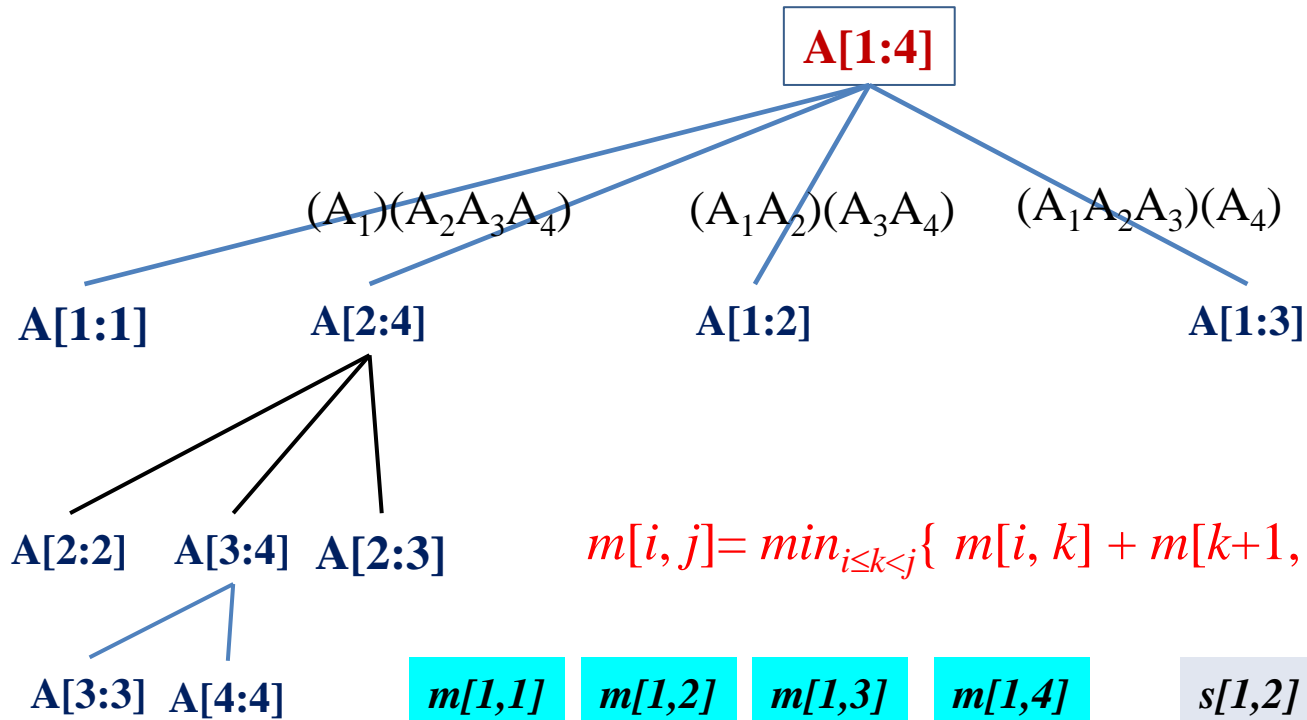 A[1:4]
(A₁)(A₂A₃A₄) (A₁A₂)(A₃A₄) (A₁A₂A₃)(A₄)
A[1:1] A[2:4] A[1:2] A[1:3]
A[2:2] A[3:4] A[2:3] m[i, j]= min_{i≤k<j}{ m[i, k] + m[k+1,
A[3:3] A[4:4] m[1,1] m[1,2] m[1,3] m[1,4] s[1,2]